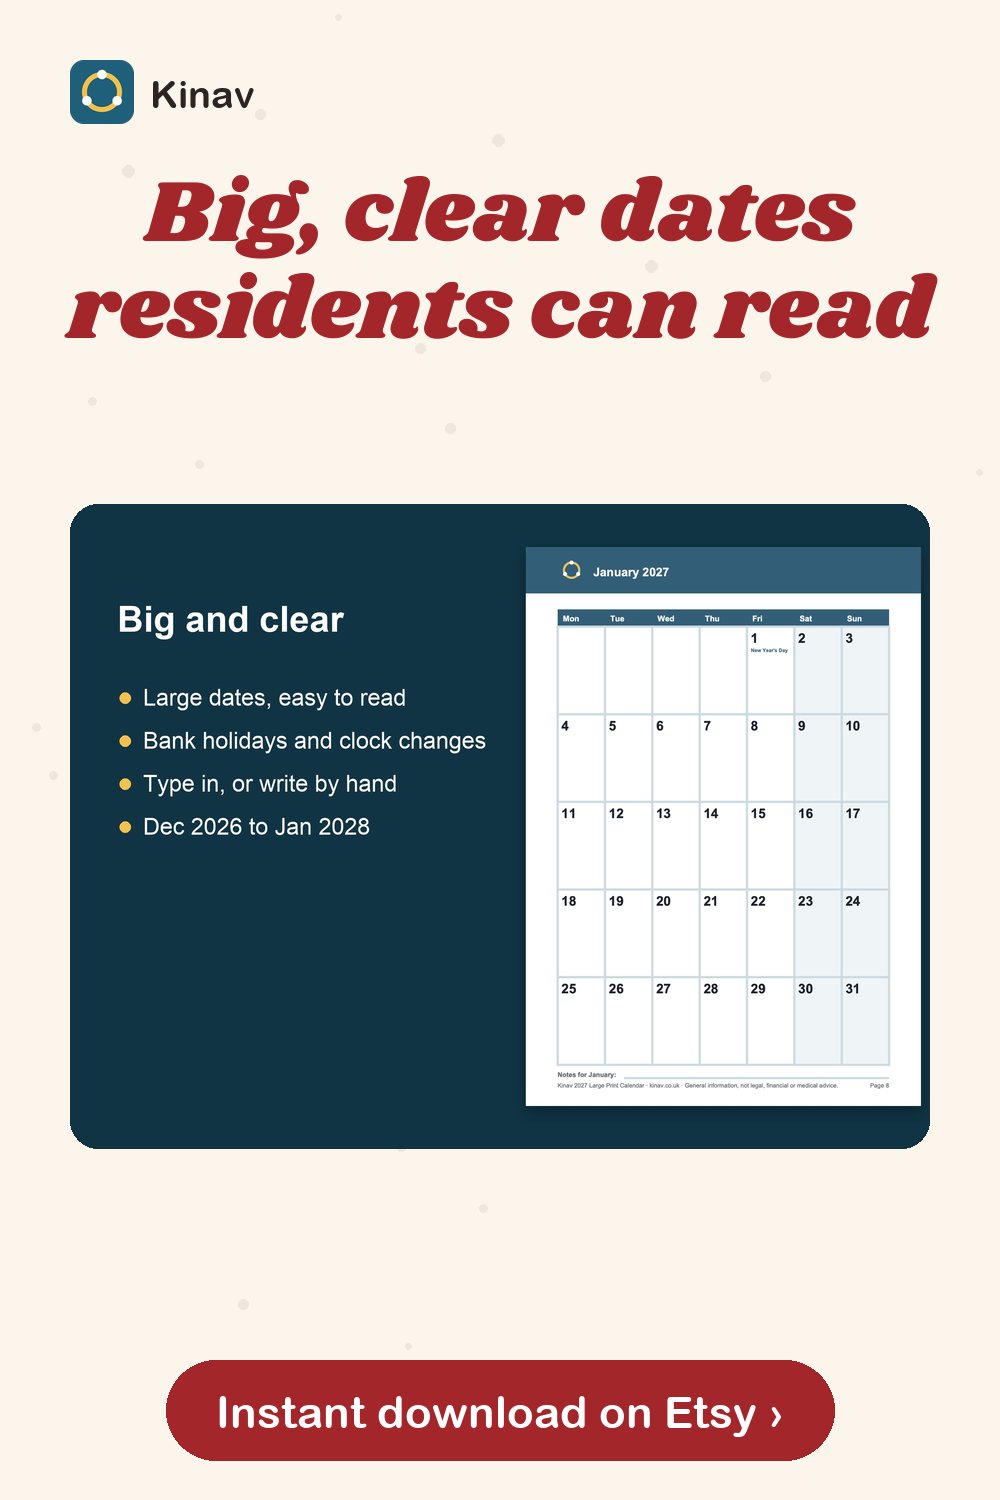 Kinav
Big, clear dates
residents can read
Big and clear
Large dates, easy to read
Bank holidays and clock changes
Type in, or write by hand
Dec 2026 to Jan 2028
January 2027
Mon Tue Wed Thu Fri Sat Sun
1 2 3
New Year's Day
4 5 6 7 8 9 10
11 12 13 14 15 16 17
18 19 20 21 22 23 24
25 26 27 28 29 30 31
Notes for January:
Kinav 2027 Large Print Calendar · kinav.co.uk · General information, not legal, financial or medical advice. Page 8
Instant download on Etsy ›